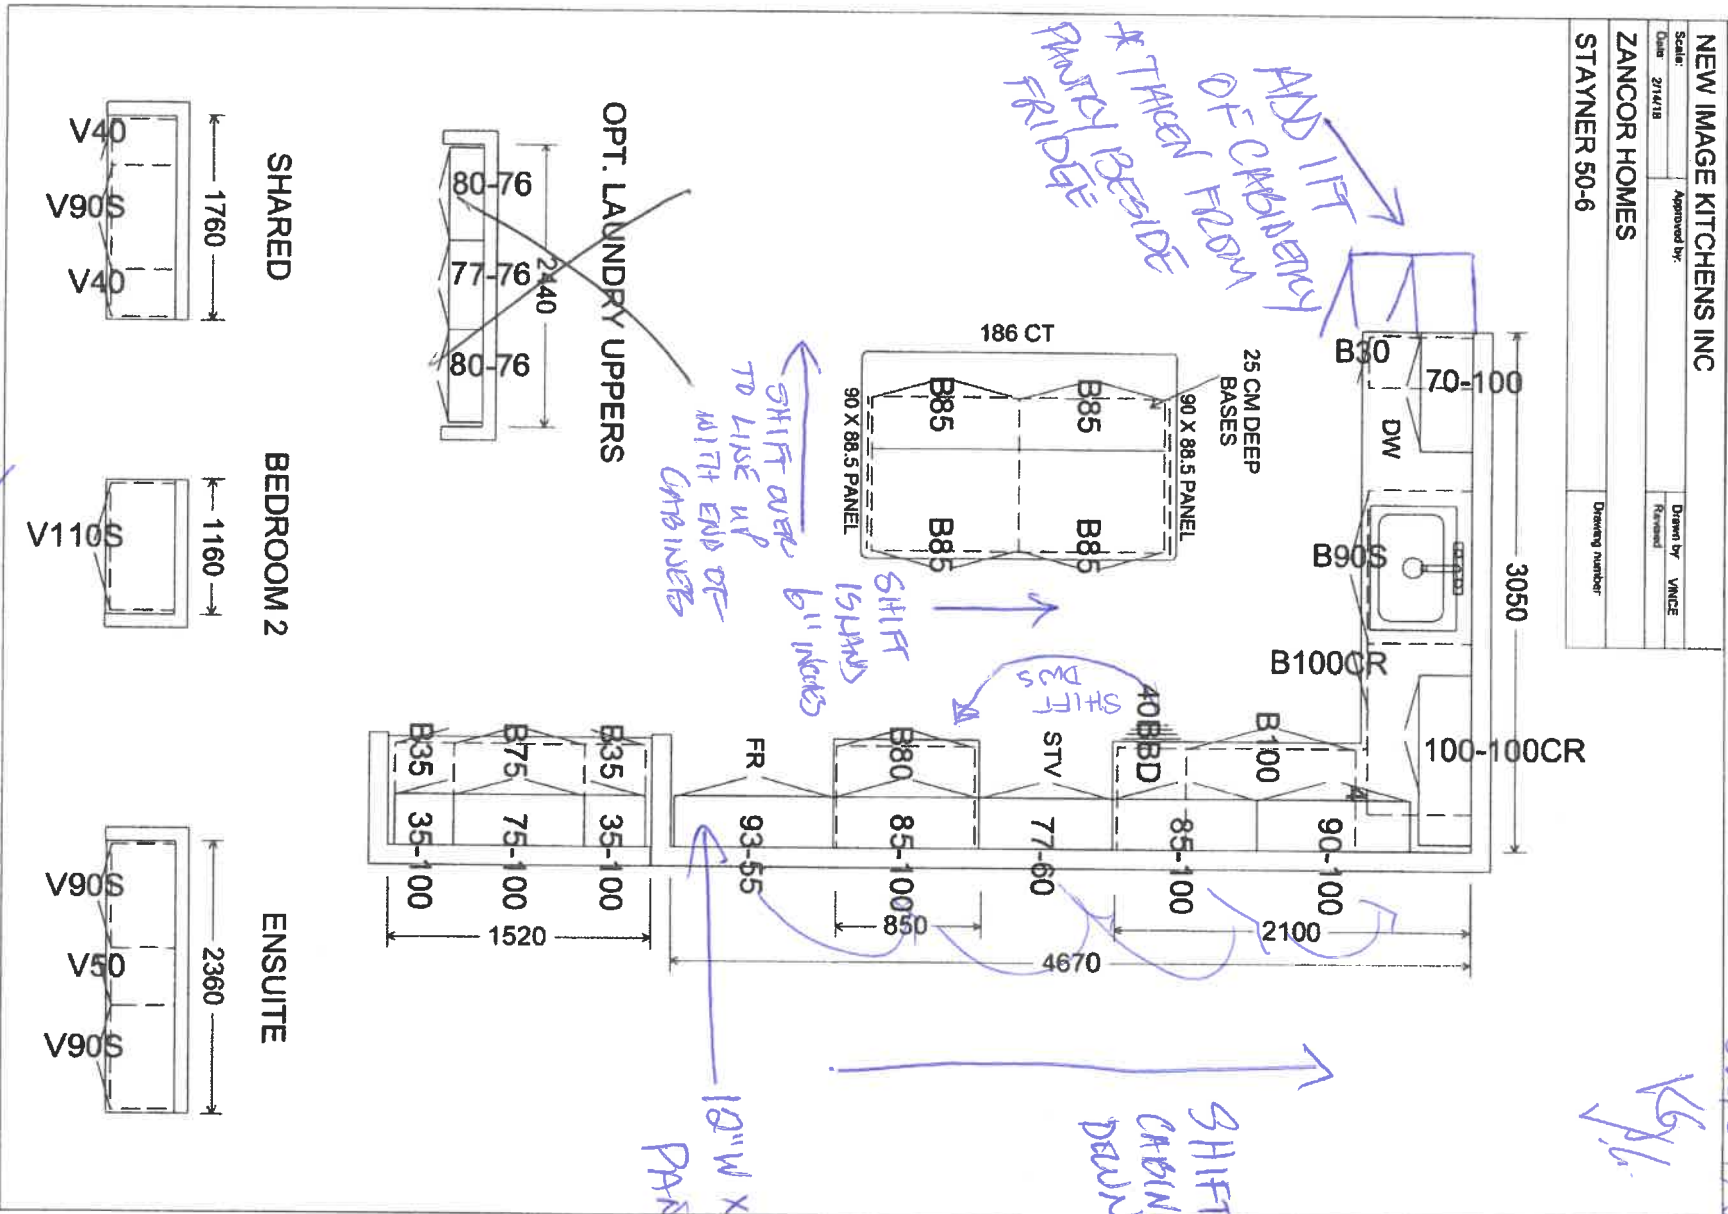 NEW IMAGE KITCHENS INC
Scale:
Approved by:
Drawn by VINCE
Date: 2/14/18
Revised
ZANCOR HOMES
STAYNER 50-6
Drawing number
ADD 1FT
OF CABINETRY
* TAKEN FROM
PANTRY BESIDE
FRIDGE
B30
70-100
DW
B90S
3050
B100CR
100-100CR
186 CT
25 CM DEEP
BASES
90 X 88.5 PANEL
B85
B85
B85
B85
90 X 88.5 PANEL
SHIFT
ISLAND
6" INCHES
SHIFT OVER
TO LINE UP
WITH END OF
CABINETS
SHIFT
DWS
40BBD
B100
4
STV
B80
FR
B35
B75
B35
90-100
85-100
77-60
85-100
93-55
35-100
75-100
35-100
2100
850
4670
1520
SHIFT
CABIN
DOWN
12"W X
PAN
OPT. LAUNDRY UPPERS
2440
80-76
77-76
80-76
SHARED
1760
V40
V90S
V40
BEDROOM 2
1160
V110S
ENSUITE
2360
V90S
V50
V90S